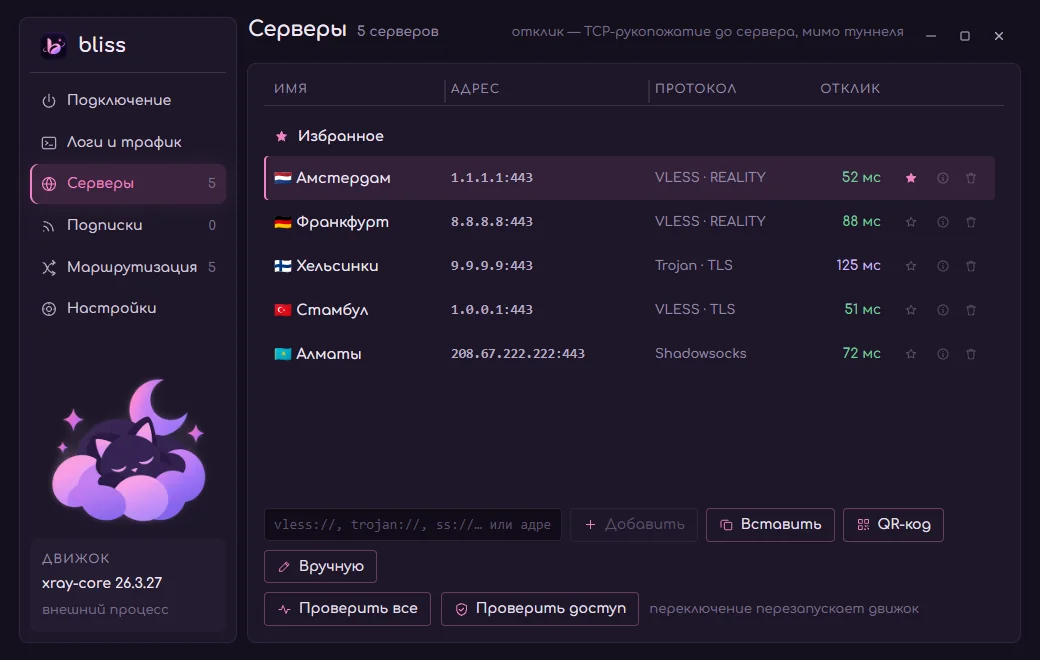 bliss
Подключение
Логи и трафик
Серверы 5
Подписки 0
Маршрутизация 5
Настройки
ДВИЖОК
xray-core 26.3.27
внешний процесс
Серверы 5 серверов отклик — TCP-рукопожатие до сервера, мимо туннеля
ИМЯ АДРЕС ПРОТОКОЛ ОТКЛИК
Избранное
Амстердам 1.1.1.1:443 VLESS · REALITY 52 мс
Франкфурт 8.8.8.8:443 VLESS · REALITY 88 мс
Хельсинки 9.9.9.9:443 Trojan · TLS 125 мс
Стамбул 1.0.0.1:443 VLESS · TLS 51 мс
Алматы 208.67.222.222:443 Shadowsocks 72 мс
vless://, trojan://, ss://… или адре + Добавить Вставить QR-код
Вручную
Проверить все Проверить доступ переключение перезапускает движок